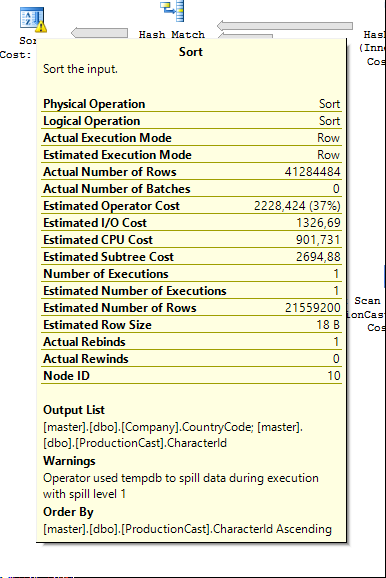 Sor
Cost:
Hash Match
Has
(Inn
Cos
Sort
Sort the input.
Physical Operation Sort
Logical Operation Sort
Actual Execution Mode Row
Estimated Execution Mode Row
Actual Number of Rows 41284484
Actual Number of Batches 0
Estimated Operator Cost 2228,424 (37%)
Estimated I/O Cost 1326,69
Estimated CPU Cost 901,731
Estimated Subtree Cost 2694,88
Number of Executions 1
Estimated Number of Executions 1
Estimated Number of Rows 21559200
Estimated Row Size 18 B
Actual Rebinds 1
Actual Rewinds 0
Node ID 10
Scan
ionCas
Cos
Output List
[master].[dbo].[Company].CountryCode; [master].
[dbo].[ProductionCast].CharacterId
Warnings
Operator used tempdb to spill data during execution
with spill level 1
Order By
[master].[dbo].[ProductionCast].CharacterId Ascending